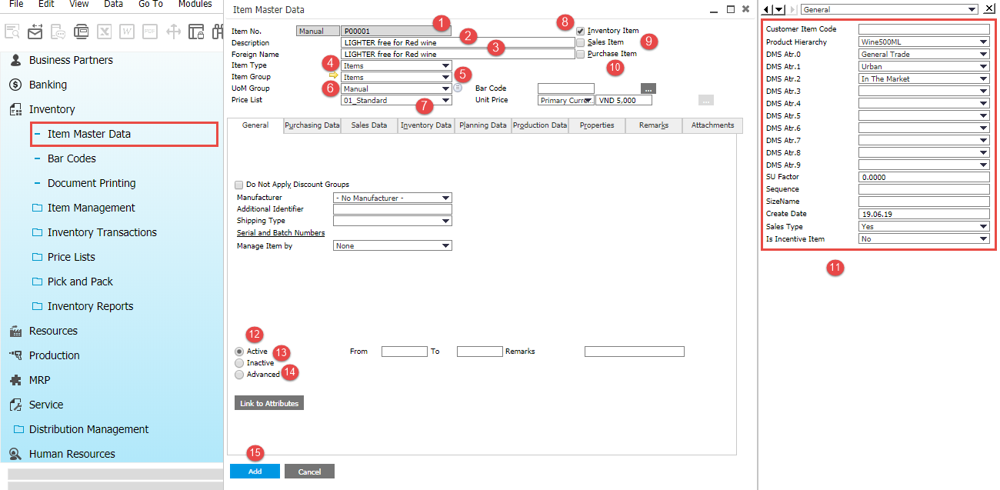 File Edit View Data Go To Modules
Business Partners
Banking
Inventory
Item Master Data
Bar Codes
Document Printing
Item Management
Inventory Transactions
Price Lists
Pick and Pack
Inventory Reports
Resources
Production
MRP
Service
Distribution Management
Human Resources
Item Master Data
1
Item No. Manual P00001
2
Description LIGHTER free for Red wine
3
Foreign Name LIGHTER free for Red wine
4
Item Type Items
5
Item Group Items
6
UoM Group Manual
7
Price List 01_Standard
8
Inventory Item
9
Sales Item
Purchase Item
10
Bar Code ...
Unit Price Primary Curre... VND 5,000 ...
General Purchasing Data Sales Data Inventory Data Planning Data Production Data Properties Remarks Attachments
Do Not Apply Discount Groups
Manufacturer - No Manufacturer -
Additional Identifier
Shipping Type
Serial and Batch Numbers
Manage Item by None
12
Active From To Remarks
13
Inactive
14
Advanced
Link to Attributes
15
Add Cancel
General
Customer Item Code
Product Hierarchy Wine500ML
DMS Atr.0 General Trade
DMS Atr.1 Urban
DMS Atr.2 In The Market
DMS Atr.3
DMS Atr.4
DMS Atr.5
DMS Atr.6
DMS Atr.7
DMS Atr.8
DMS Atr.9
SU Factor 0.0000
Sequence
SizeName
Create Date 19.06.19
Sales Type Yes
Is Incentive Item No
11